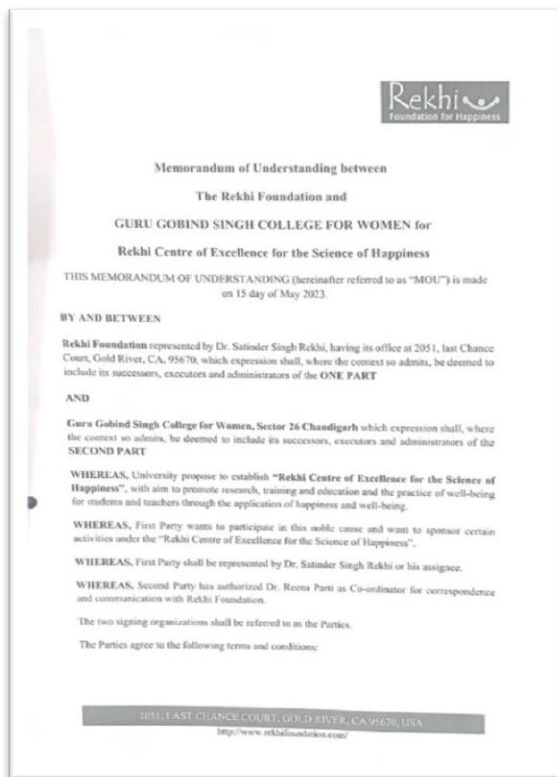 Rekhi
Foundation for Happiness
Memorandum of Understanding between
The Rekhi Foundation and
GURU GOBIND SINGH COLLEGE FOR WOMEN for
Rekhi Centre of Excellence for the Science of Happiness
THIS MEMORANDUM OF UNDERSTANDING (hereinafter referred to as “MOU”) is made
on 15 day of May 2023.
BY AND BETWEEN
Rekhi Foundation represented by Dr. Satinder Singh Rekhi, having its office at 2051, last Chance
Court, Gold River, CA, 95670, which expression shall, where the context so admits, be deemed to
include its successors, executors and administrators of the ONE PART
AND
Guru Gobind Singh College for Women, Sector 26 Chandigarh which expression shall, where
the context so admits, be deemed to include its successors, executors and administrators of the
SECOND PART
WHEREAS, University propose to establish “Rekhi Centre of Excellence for the Science of
Happiness”, with aim to promote research, training and education and the practice of well-being
for students and teachers through the application of happiness and well-being.
WHEREAS, First Party wants to participate in this noble cause and want to sponsor certain
activities under the “Rekhi Centre of Excellence for the Science of Happiness”.
WHEREAS, First Party shall be represented by Dr. Satinder Singh Rekhi or his assignee.
WHEREAS, Second Party has authorized Dr. Reena Parti as Co-ordinator for correspondence
and communication with Rekhi Foundation.
The two signing organizations shall be referred to as the Parties.
The Parties agree to the following terms and conditions:
2051, LAST CHANCE COURT, GOLD RIVER, CA 95670, USA
http://www.rekhifoundation.com/